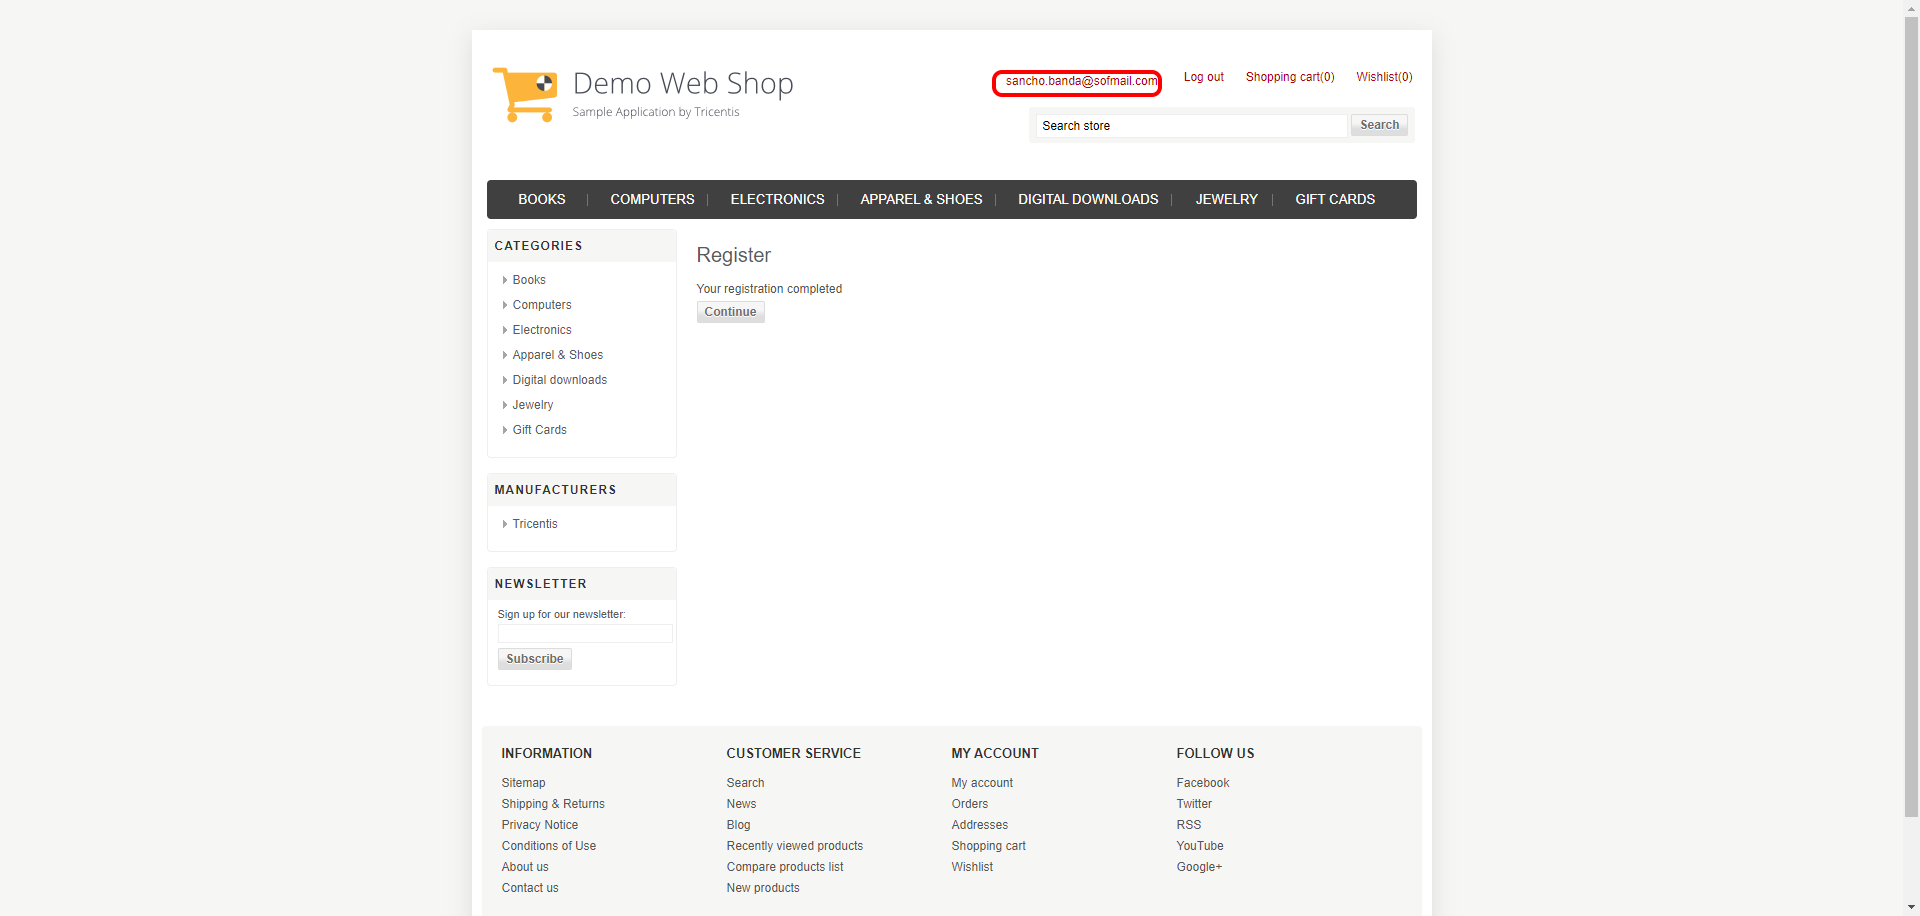 Demo Web Shop
Sample Application by Tricentis
sancho.banda@sofmail.com Log out Shopping cart(0) Wishlist(0)
Search store Search
BOOKS COMPUTERS ELECTRONICS APPAREL & SHOES DIGITAL DOWNLOADS JEWELRY GIFT CARDS
CATEGORIES
Books
Computers
Electronics
Apparel & Shoes
Digital downloads
Jewelry
Gift Cards
MANUFACTURERS
Tricentis
NEWSLETTER
Sign up for our newsletter:
Subscribe
Register
Your registration completed
Continue
INFORMATION
Sitemap
Shipping & Returns
Privacy Notice
Conditions of Use
About us
Contact us
CUSTOMER SERVICE
Search
News
Blog
Recently viewed products
Compare products list
New products
MY ACCOUNT
My account
Orders
Addresses
Shopping cart
Wishlist
FOLLOW US
Facebook
Twitter
RSS
YouTube
Google+